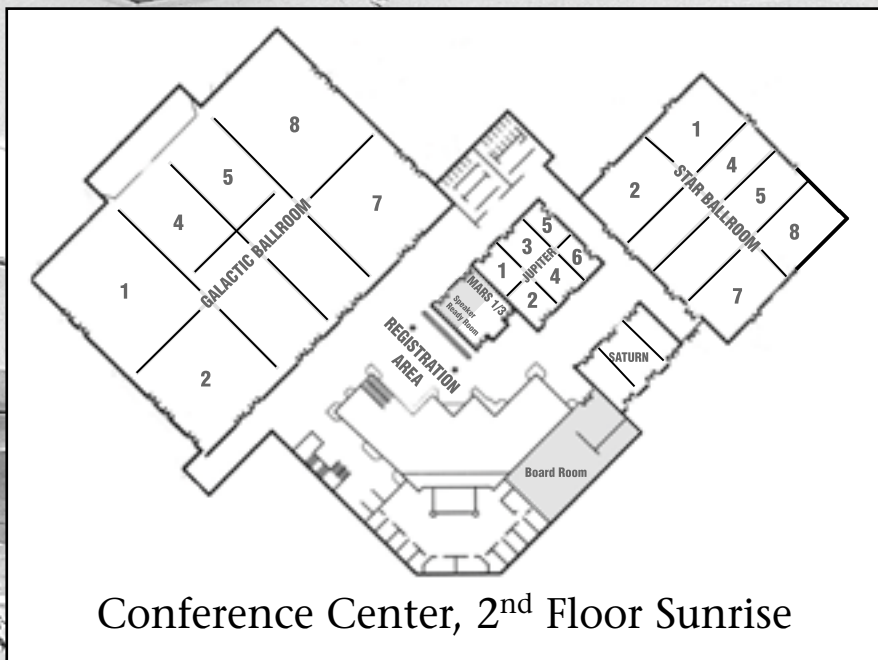 8
5
7
4
1
2
GALACTIC BALLROOM
1
4
2
5
8
7
STAR BALLROOM
5
3
6
1
4
2
JUPITER
MARS 1/3
Speaker
Ready Room
REGISTRATION
AREA
SATURN
Board Room
Conference Center, 2nd Floor Sunrise